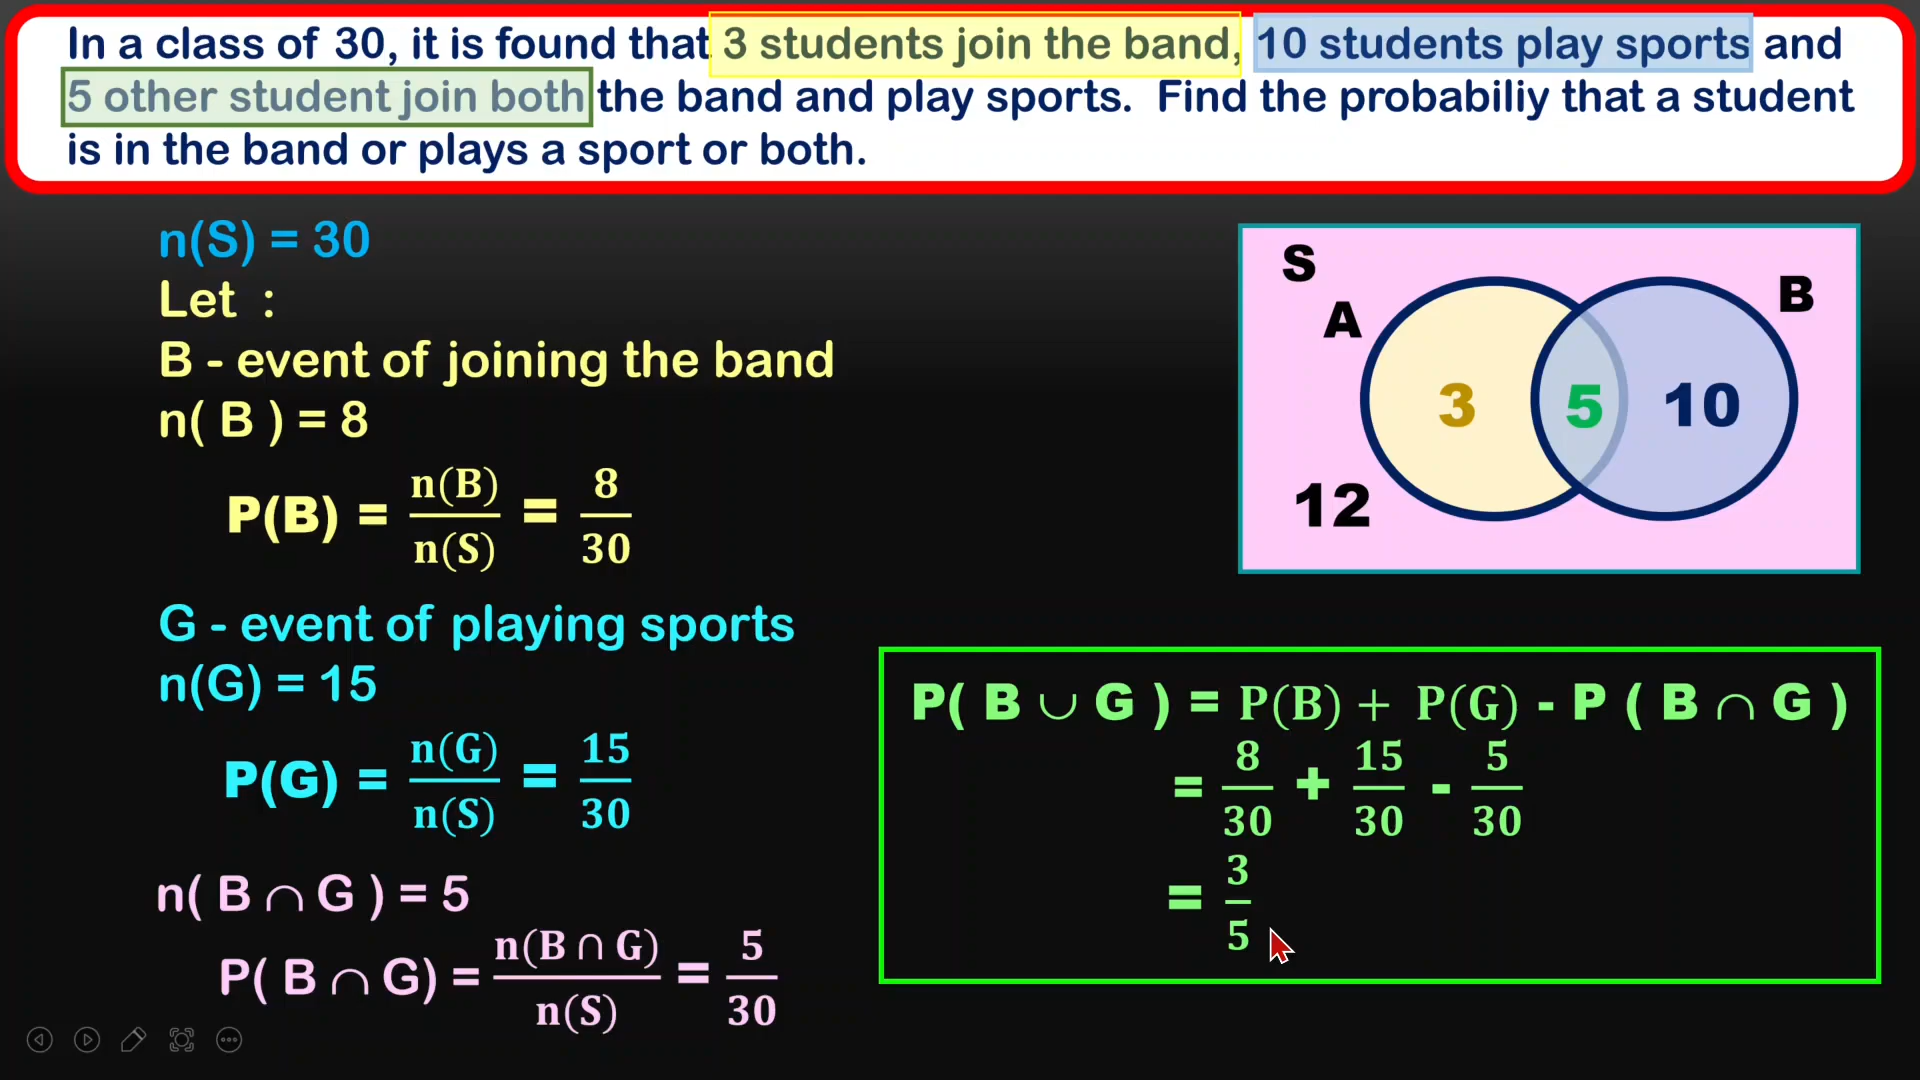 In a class of 30, it is found that 3 students join the band, 10 students play sports and
5 other student join both the band and play sports. Find the probabiliy that a student
is in the band or plays a sport or both.
n(S) = 30
Let :
B - event of joining the band
n( B ) = 8
P(B) = n(B)/n(S) = 8/30
G - event of playing sports
n(G) = 15
P(G) = n(G)/n(S) = 15/30
n( B ∩ G ) = 5
P( B ∩ G) = n(B ∩ G)/n(S) = 5/30
S
A
B
3
5
10
12
P( B ∪ G ) = P(B) + P(G) - P ( B ∩ G )
= 8/30 + 15/30 - 5/30
= 3/5